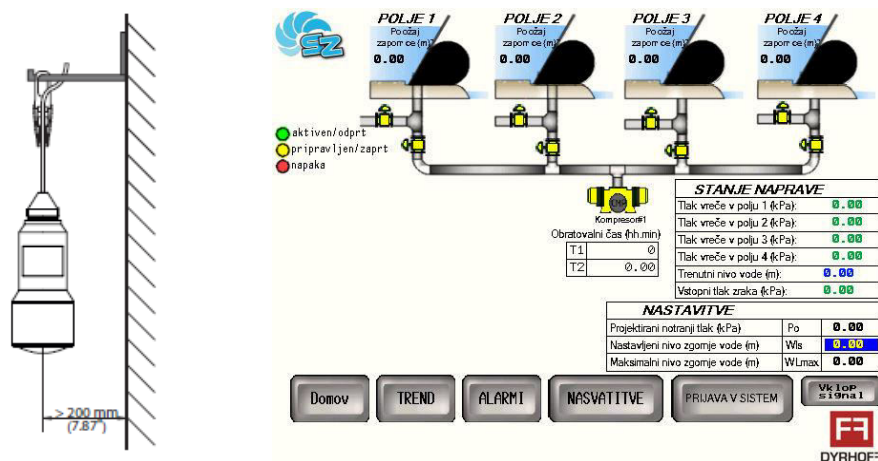 > 200 mm
(7.87")
SZ
POLJE 1
POLJE 2
POLJE 3
POLJE 4
Položaj
zapornice (m)
0.00
Položaj
zapornice (m)
0.00
Položaj
zapornice (m)
0.00
Položaj
zapornice (m)
0.00
aktiven/odprt
pripravljen/zaprt
napaka
Kompresor#1
Obratovalni čas (hh.min)
T1 0
T2 0.00
STANJE NAPRAVE
Tlak vreče v polju 1 (kPa): 0.00
Tlak vreče v polju 2 (kPa): 0.00
Tlak vreče v polju 3 (kPa): 0.00
Tlak vreče v polju 4 (kPa): 0.00
Trenutni nivo vode (m): 0.00
Vstopni tlak zraka (kPa): 0.00
NASTAVITVE
Projektirani notranji tlak (kPa) Po 0.00
Nastavljeni nivo zgornje vode (m) Wls 0.00
Maksimalni nivo zgornje vode (m) WLmax 0.00
Domov
TREND
ALARMI
NASVATITVE
PRIJAVA V SISTEM
Vklop
signal
DYRHOFF